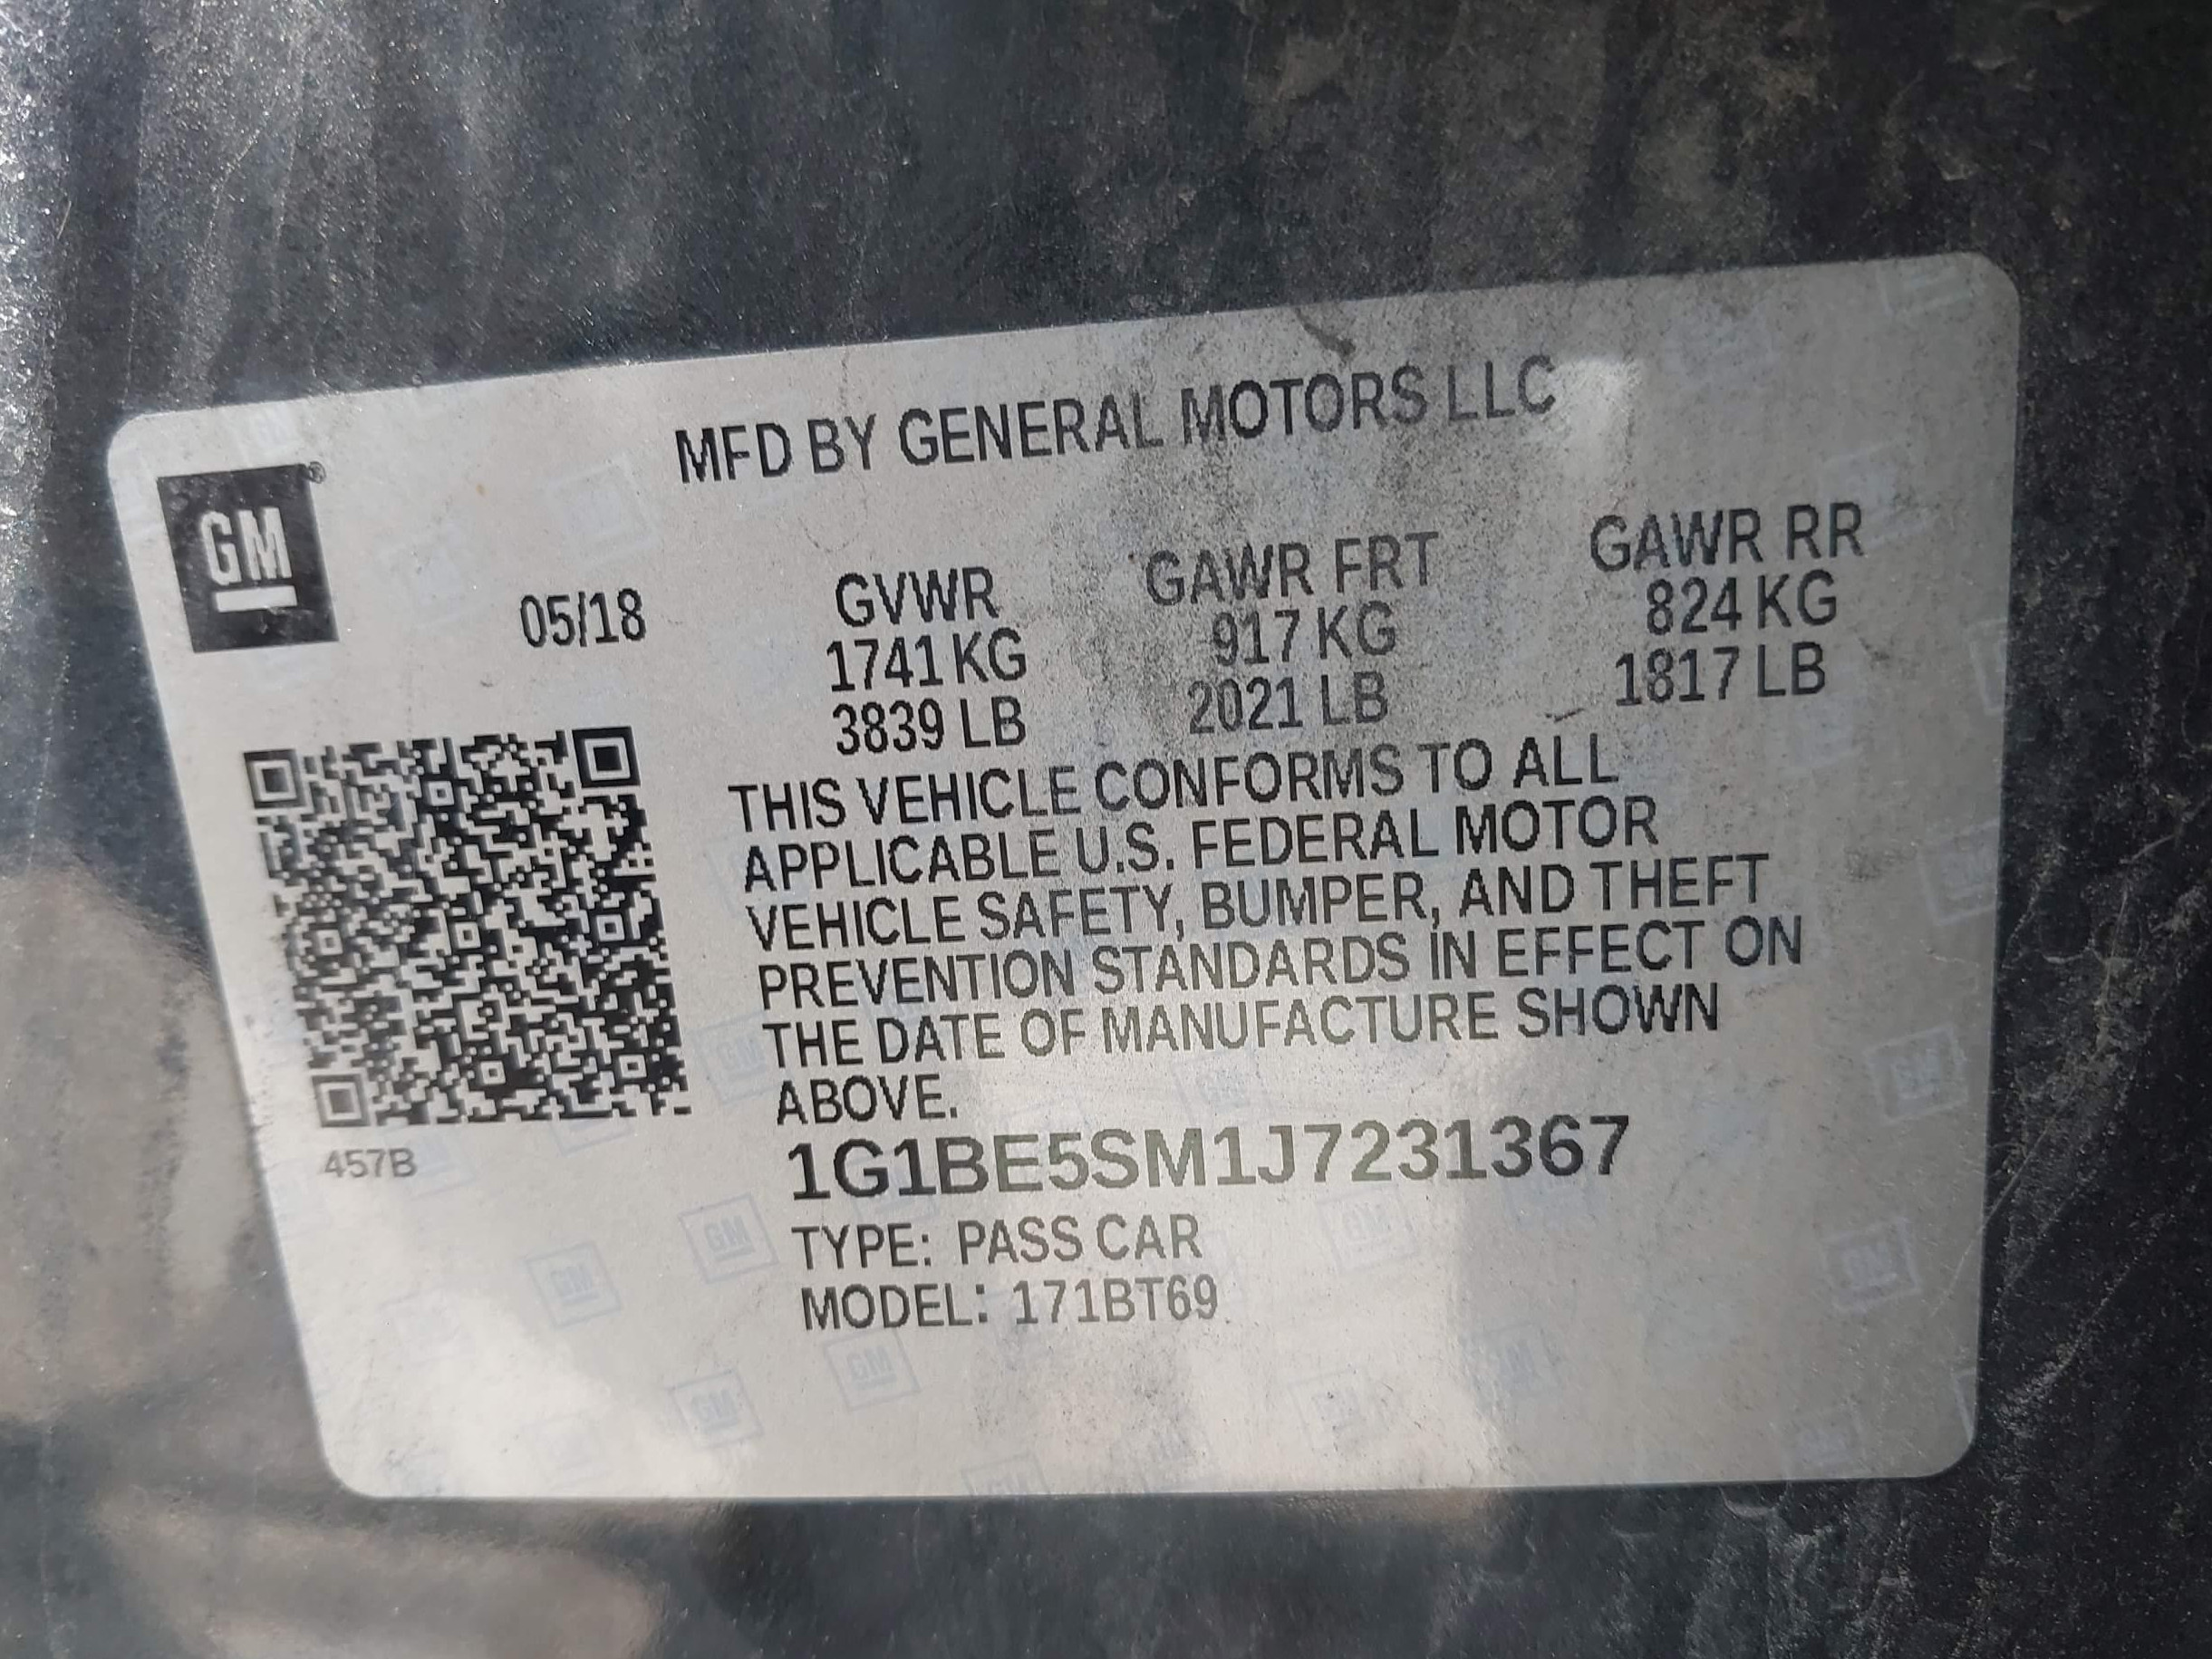 MFD BY GENERAL MOTORS LLC
GM®
05/18
GVWR GAWR FRT GAWR RR
1741 KG 917 KG 824 KG
3839 LB 2021 LB 1817 LB
THIS VEHICLE CONFORMS TO ALL
APPLICABLE U.S. FEDERAL MOTOR
VEHICLE SAFETY, BUMPER, AND THEFT
PREVENTION STANDARDS IN EFFECT ON
THE DATE OF MANUFACTURE SHOWN
ABOVE.
457B
1G1BE5SM1J7231367
TYPE: PASS CAR
MODEL: 171BT69